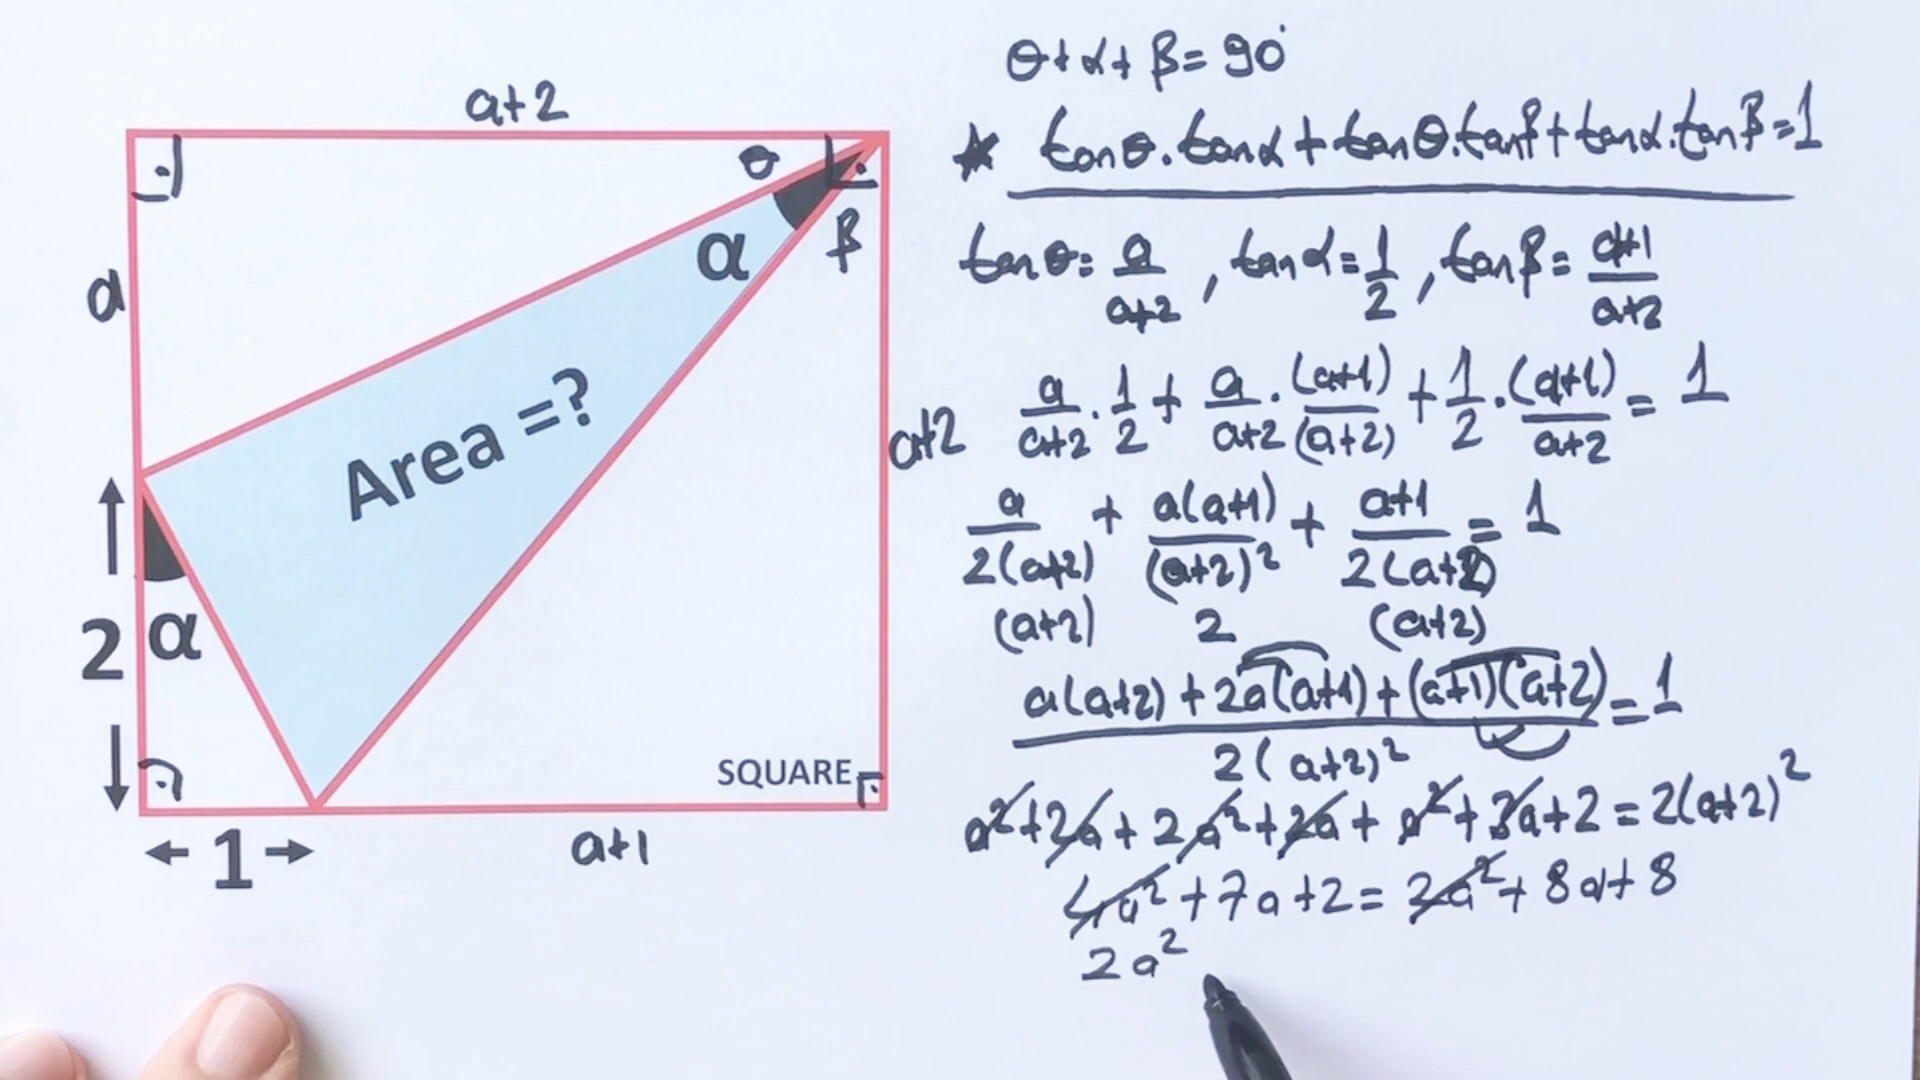 a+2
θ
α
β
a
a+2
Area =?
2
α
SQUARE
1
a+1
θ+α+β=90°
* tanθ.tanα+tanθ.tanβ+tanα.tanβ=1
tanθ= a/a+2 , tanα= 1/2 , tanβ= a+1/a+2
a/a+2 . 1/2 + a/a+2 . (a+1)/(a+2) + 1/2 . (a+1)/a+2 = 1
a/2(a+2) + a(a+1)/(a+2)² + a+1/2(a+2) = 1
(a+2) 2 (a+2)
a(a+2)+2a(a+1)+(a+1)(a+2)/2(a+2)² = 1
a²+2a+2a²+2a+a²+3a+2=2(a+2)²
4a²+7a+2=2a²+8a+8
2a²